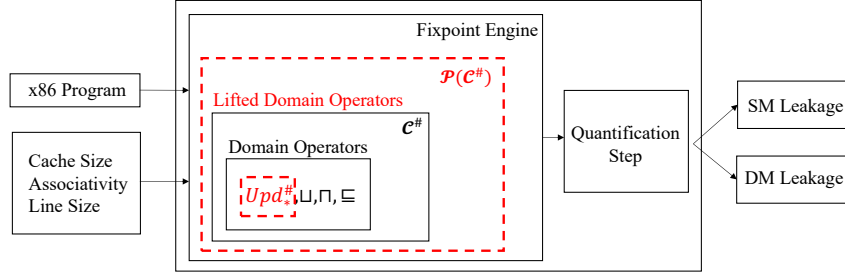 Fixpoint Engine
𝓟(𝓒#)
x86 Program
Lifted Domain Operators
𝓒#
Domain Operators
Cache Size
Associativity
Line Size
Upd*#,⊔,⊓,⊑
Quantification
Step
SM Leakage
DM Leakage